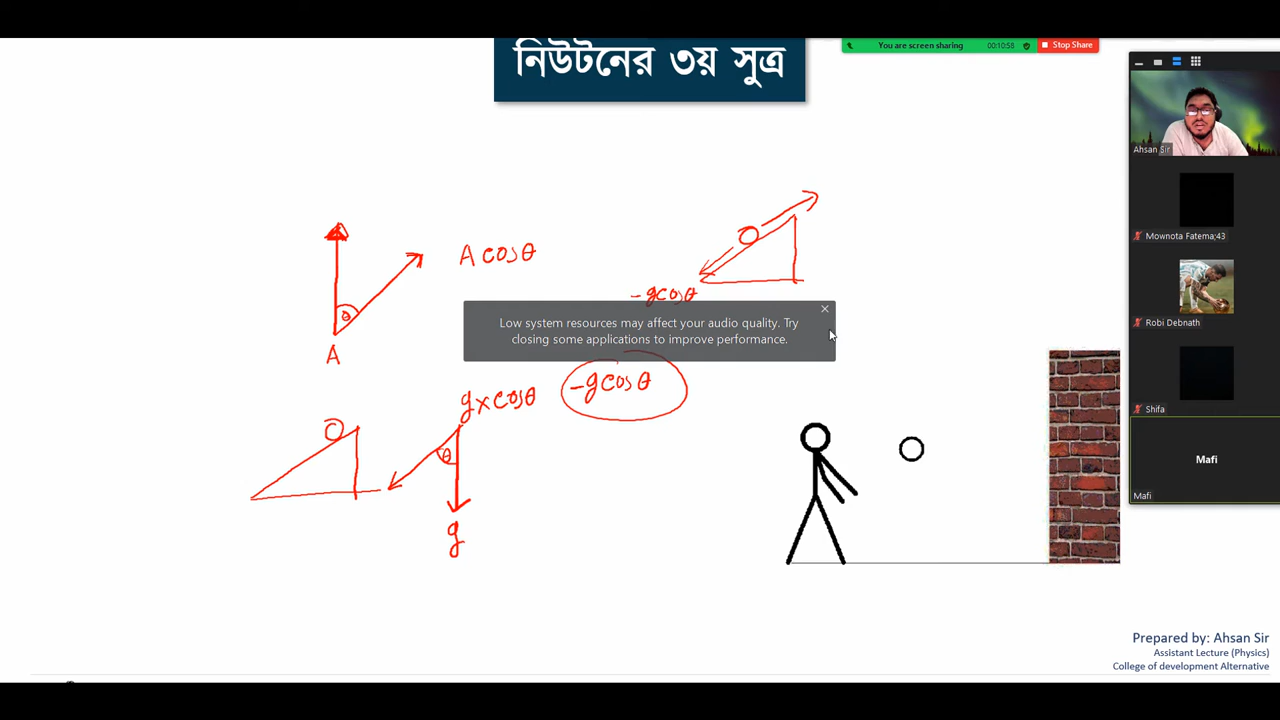 You are screen sharing
00:10:58
Stop Share
নিউটনের ৩য় সুত্র
Ahsan Sir
A cosθ
θ
A
-gcosθ
Low system resources may affect your audio quality. Try
closing some applications to improve performance.
g×cosθ
-gcosθ
θ
g
Mownota Fatema;43
Robi Debnath
Shifa
Mafi
Mafi
Prepared by: Ahsan Sir
Assistant Lecture (Physics)
College of development Alternative